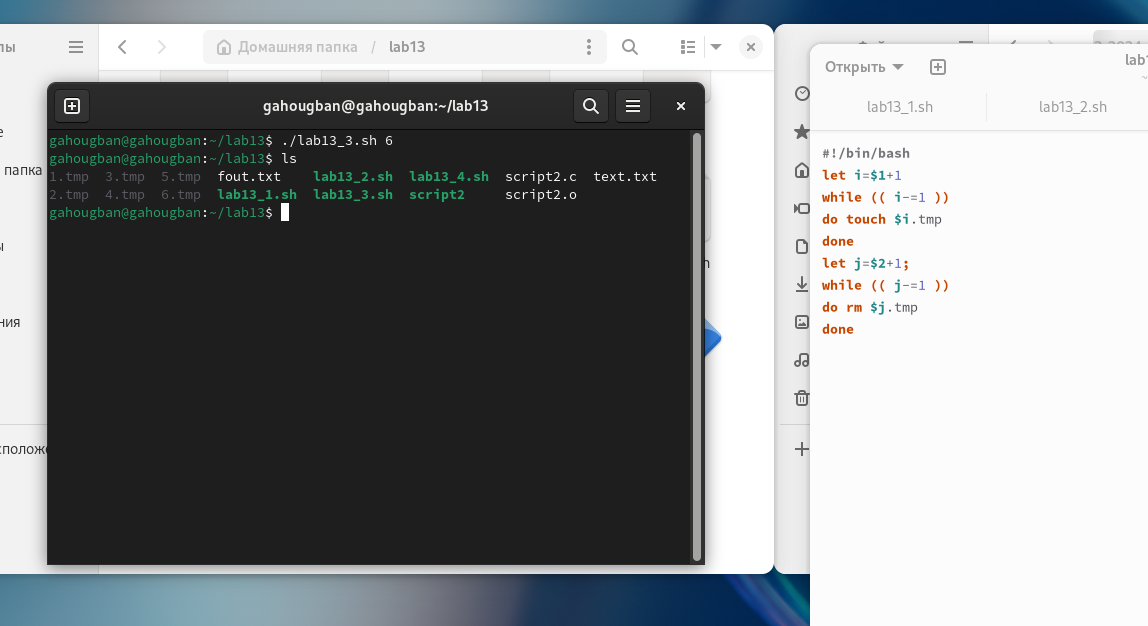 лы
Домашняя папка / lab13
Открыть
lab1
lab13_1.sh lab13_2.sh
е
папка
ы
ния
сположе
gahougban@gahougban:~/lab13
gahougban@gahougban:~/lab13$ ./lab13_3.sh 6
gahougban@gahougban:~/lab13$ ls
1.tmp 3.tmp 5.tmp fout.txt lab13_2.sh lab13_4.sh script2.c text.txt
2.tmp 4.tmp 6.tmp lab13_1.sh lab13_3.sh script2 script2.o
gahougban@gahougban:~/lab13$
n
#!/bin/bash
let i=$1+1
while (( i-=1 ))
do touch $i.tmp
done
let j=$2+1;
while (( j-=1 ))
do rm $j.tmp
done